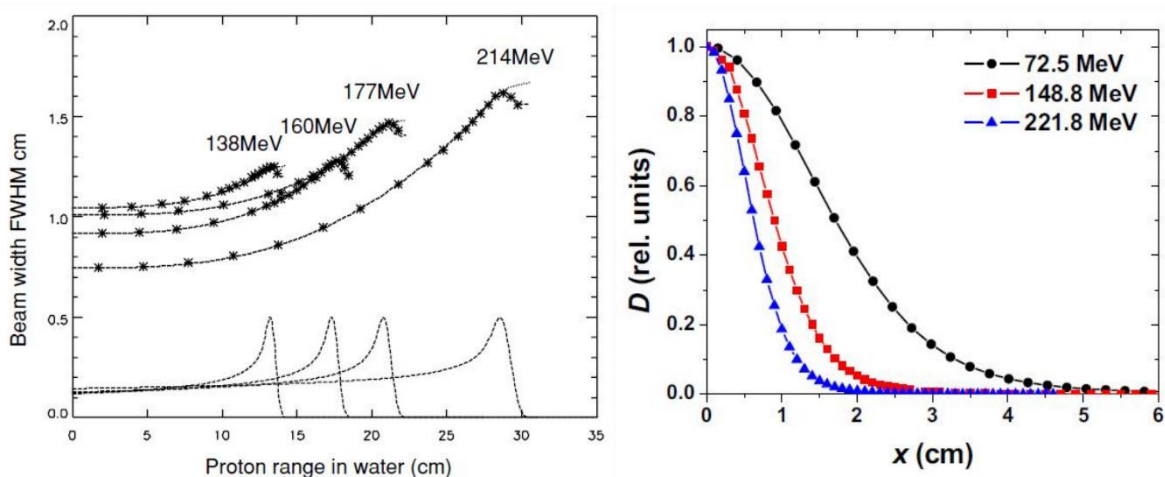 2.0
1.5
1.0
0.5
0.0
0
5
10
15
20
25
30
35
Beam width FWHM cm
Proton range in water (cm)
138MeV
160MeV
177MeV
214MeV
1.0
0.8
0.6
0.4
0.2
0.0
0
1
2
3
4
5
6
D (rel. units)
x (cm)
72.5 MeV
148.8 MeV
221.8 MeV